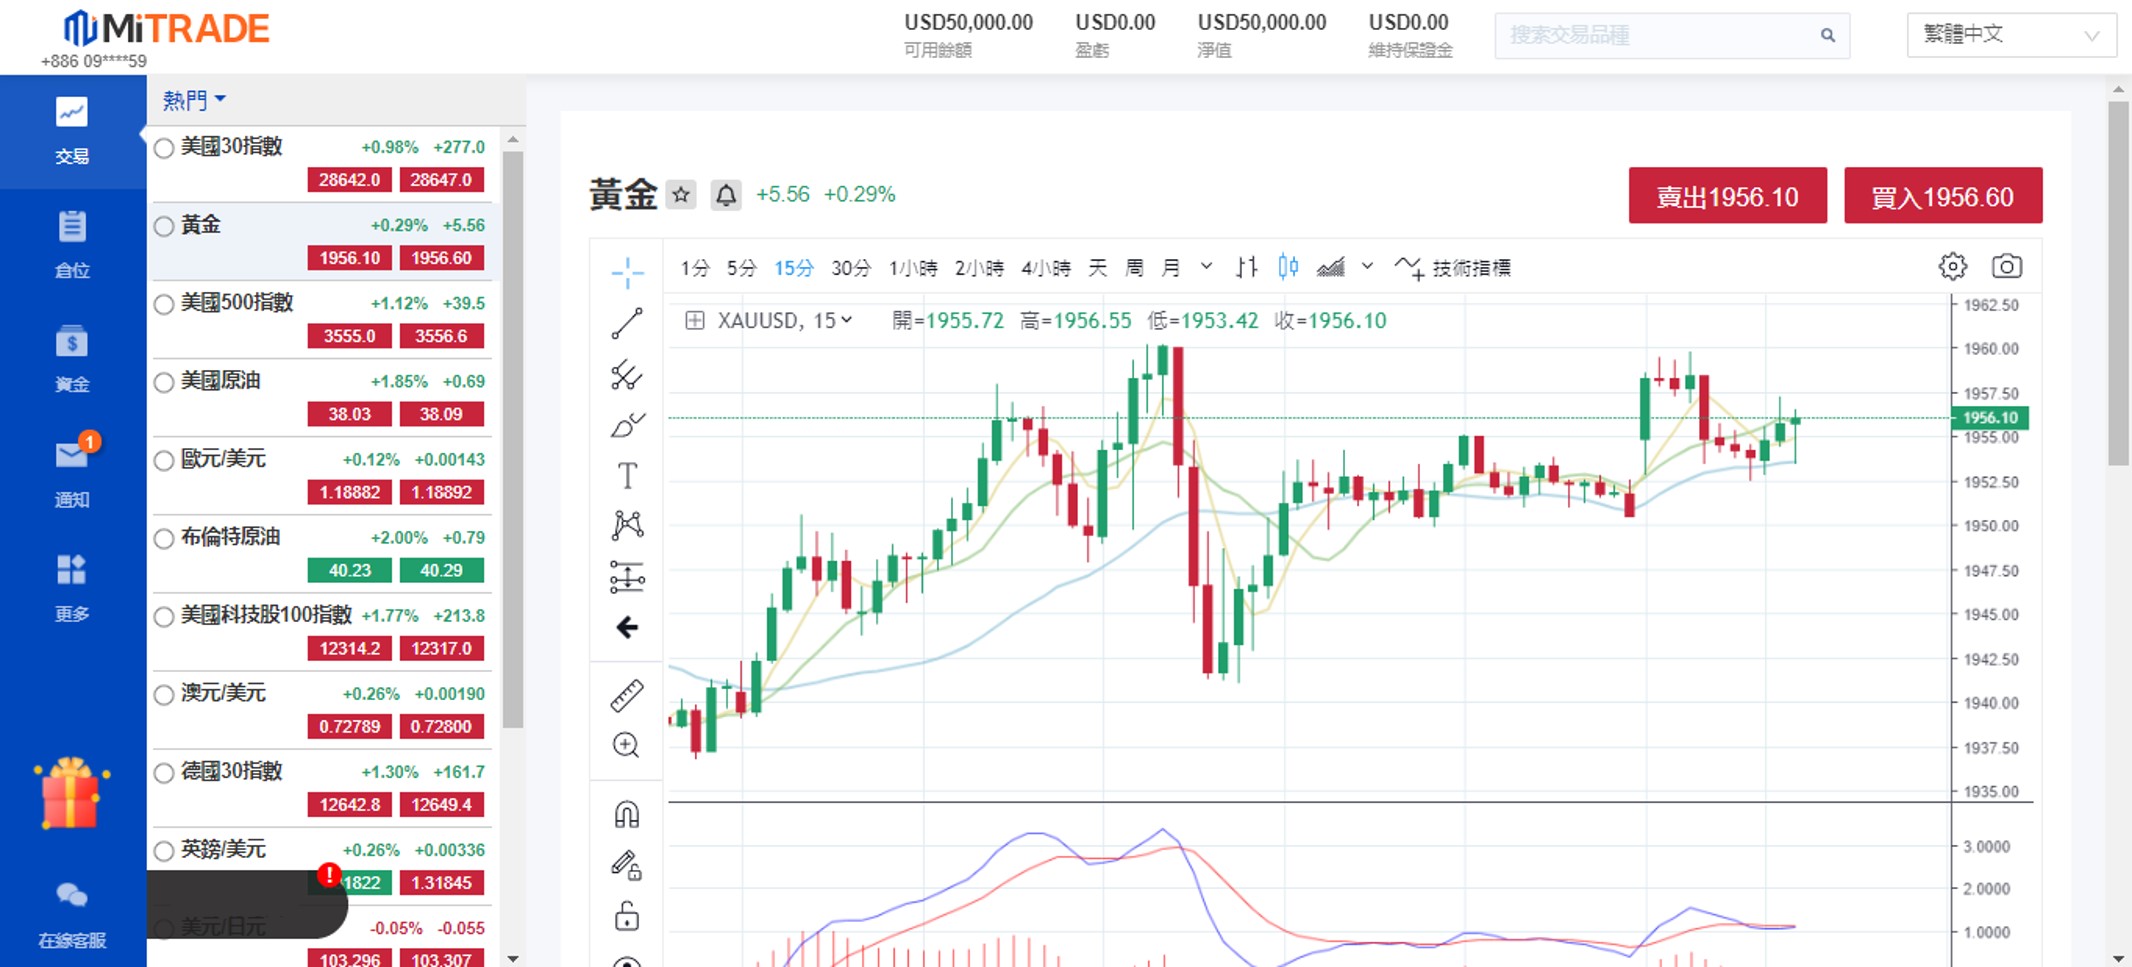 MiTRADE
+886 09****59
USD50,000.00 USD0.00 USD50,000.00 USD0.00
可用餘額 盈虧 淨值 維持保證金
搜索交易品種
繁體中文
交易
倉位
資金
1
通知
更多
在線客服
熱門
美國30指數 +0.98% +277.0
28642.0 28647.0
黃金 +0.29% +5.56
1956.10 1956.60
美國500指數 +1.12% +39.5
3555.0 3556.6
美國原油 +1.85% +0.69
38.03 38.09
歐元/美元 +0.12% +0.00143
1.18882 1.18892
布倫特原油 +2.00% +0.79
40.23 40.29
美國科技股100指數 +1.77% +213.8
12314.2 12317.0
澳元/美元 +0.26% +0.00190
0.72789 0.72800
德國30指數 +1.30% +161.7
12642.8 12649.4
英鎊/美元 +0.26% +0.00336
1822 1.31845
美元/日元 -0.05% -0.055
103.296 103.307
黃金 +5.56 +0.29%
賣出1956.10 買入1956.60
1分 5分 15分 30分 1小時 2小時 4小時 天 周 月 技術指標
XAUUSD, 15 開=1955.72 高=1956.55 低=1953.42 收=1956.10
1962.50
1960.00
1957.50
1956.10
1955.00
1952.50
1950.00
1947.50
1945.00
1942.50
1940.00
1937.50
1935.00
3.0000
2.0000
1.0000